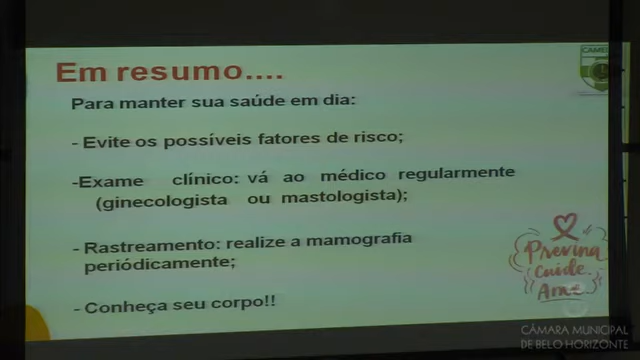 Em resumo....
CAME
Para manter sua saúde em dia:
- Evite os possíveis fatores de risco;
-Exame clínico: vá ao médico regularmente
(ginecologista ou mastologista);
- Rastreamento: realize a mamografia
periódicamente;
- Conheça seu corpo!!
Previna
Cuide.
Ame.
CÂMARA MUNICIPAL
DE BELO HORIZONTE